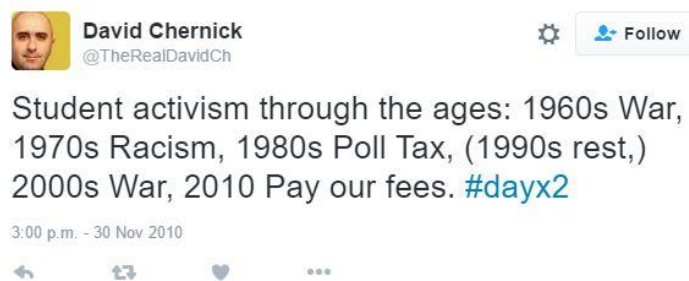 David Chernick
@TheRealDavidCh
Follow
Student activism through the ages: 1960s War,
1970s Racism, 1980s Poll Tax, (1990s rest,)
2000s War, 2010 Pay our fees. #dayx2
3:00 p.m. - 30 Nov 2010